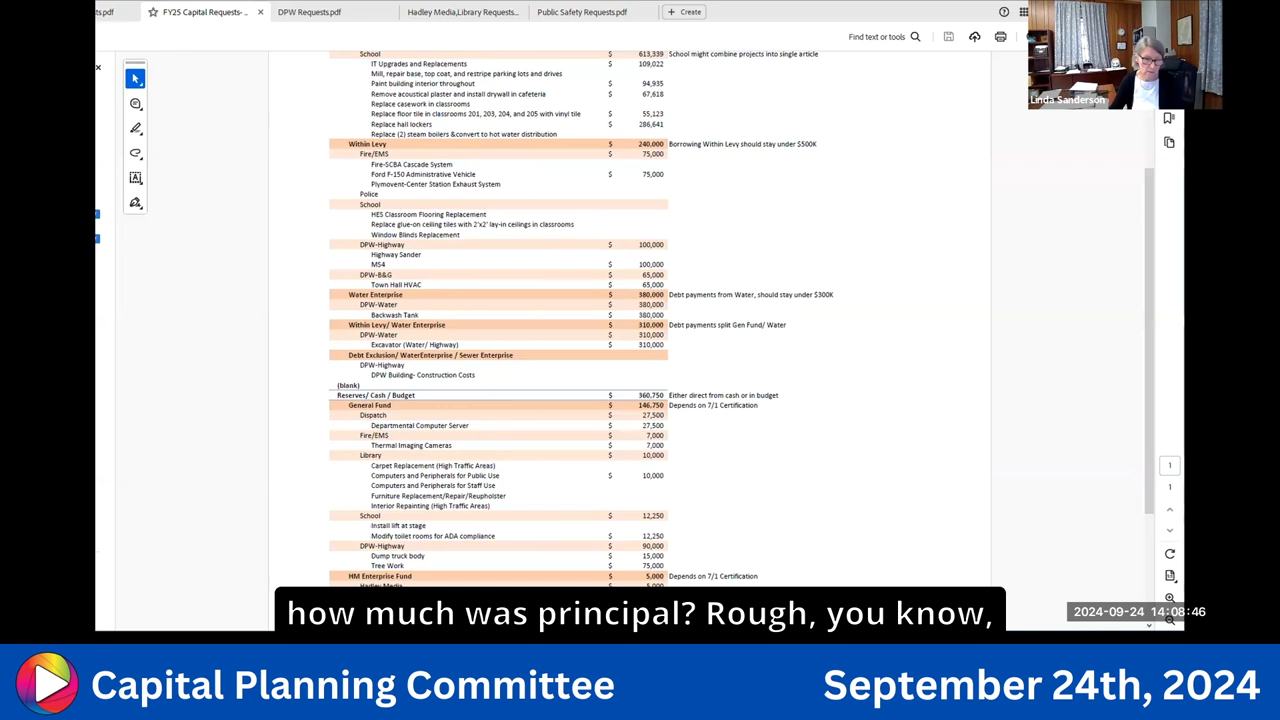 ts.pdf
FY25 Capital Requests-...
DPW Requests.pdf
Hadley Media,Library Requests...
Public Safety Requests.pdf
Create
Find text or tools
Linda Sanderson
School $ 613,339 School might combine projects into single article
IT Upgrades and Replacements $ 109,022
Mill, repair base, top coat, and restripe parking lots and drives
Paint building interior throughout $ 94,935
Remove acoustical plaster and install drywall in cafeteria $ 67,618
Replace casework in classrooms
Replace floor tile in classrooms 201, 203, 204, and 205 with vinyl tile $ 55,123
Replace hall lockers $ 286,641
Replace (2) steam boilers &convert to hot water distribution
Within Levy $ 240,000 Borrowing Within Levy should stay under $500K
Fire/EMS $ 75,000
Fire-SCBA Cascade System
Ford F-150 Administrative Vehicle $ 75,000
Plymovent-Center Station Exhaust System
Police
School
HES Classroom Flooring Replacement
Replace glue-on ceiling tiles with 2'x2' lay-in ceilings in classrooms
Window Blinds Replacement
DPW-Highway $ 100,000
Highway Sander
MS4 $ 100,000
DPW-B&G $ 65,000
Town Hall HVAC $ 65,000
Water Enterprise $ 380,000 Debt payments from Water, should stay under $300K
DPW-Water $ 380,000
Backwash Tank $ 380,000
Within Levy/ Water Enterprise $ 310,000 Debt payments split Gen Fund/ Water
DPW-Water $ 310,000
Excavator (Water/ Highway) $ 310,000
Debt Exclusion/ WaterEnterprise / Sewer Enterprise
DPW-Highway
DPW Building- Construction Costs
(blank)
Reserves/ Cash / Budget $ 360,750 Either direct from cash or in budget
General Fund $ 146,750 Depends on 7/1 Certification
Dispatch $ 27,500
Departmental Computer Server $ 27,500
Fire/EMS $ 7,000
Thermal Imaging Cameras $ 7,000
Library $ 10,000
Carpet Replacement (High Traffic Areas)
Computers and Peripherals for Public Use $ 10,000
Computers and Peripherals for Staff Use
Furniture Replacement/Repair/Reupholster
Interior Repainting (High Traffic Areas)
School $ 12,250
Install lift at stage
Modify toilet rooms for ADA compliance $ 12,250
DPW-Highway $ 90,000
Dump truck body $ 15,000
Tree Work $ 75,000
HM Enterprise Fund $ 5,000 Depends on 7/1 Certification
1
1
how much was principal? Rough, you know,
2024-09-24 14:08:46
Capital Planning Committee
September 24th, 2024